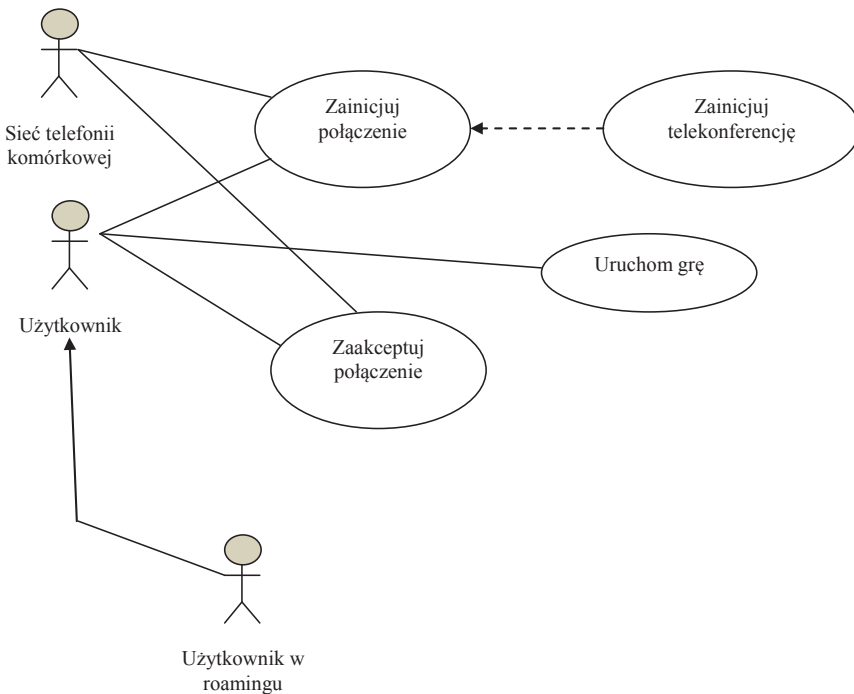 Sieć telefonii
komórkowej
Zainicjuj
połączenie
Zainicjuj
telekonferencję
Użytkownik
Uruchom grę
Zaakceptuj
połączenie
Użytkownik w
roamingu